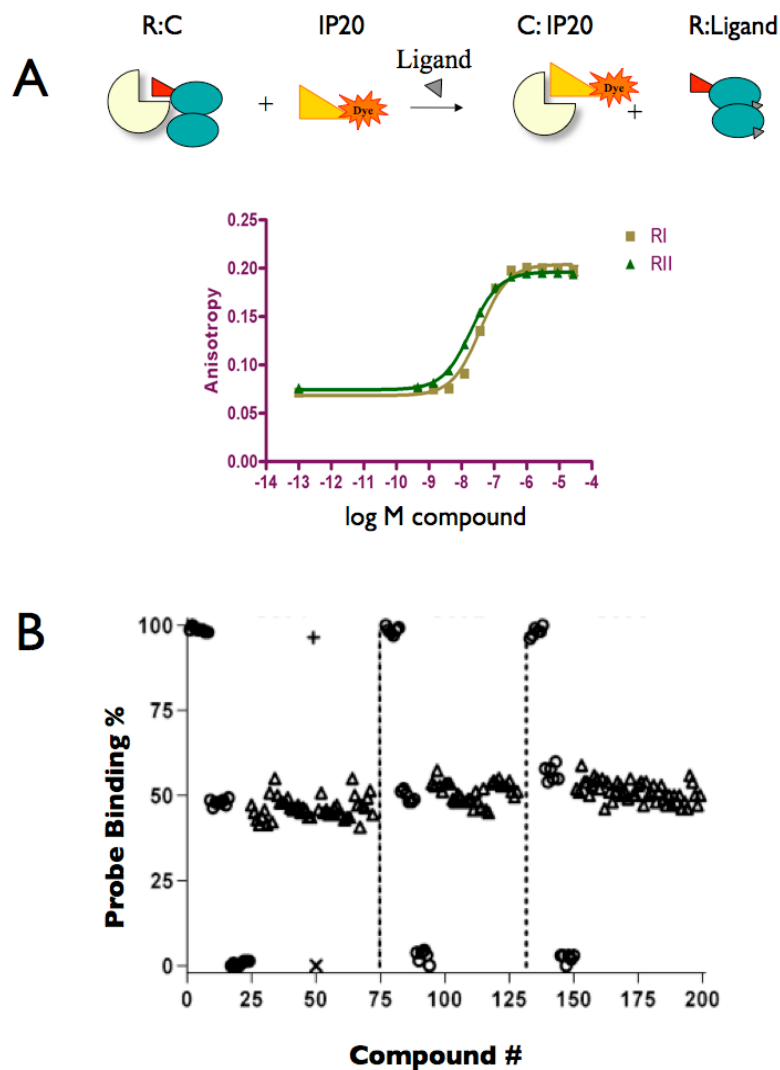 R:C IP20 C: IP20 R:Ligand
A
Ligand
+ Dye Dye +
0.25
0.20
0.15
0.10
0.05
0.00
Anisotropy
RI
RII
-14 -13 -12 -11 -10 -9 -8 -7 -6 -5 -4
log M compound
B
100
75
50
25
0
Probe Binding %
0 25 50 75 100 125 150 175 200
Compound #